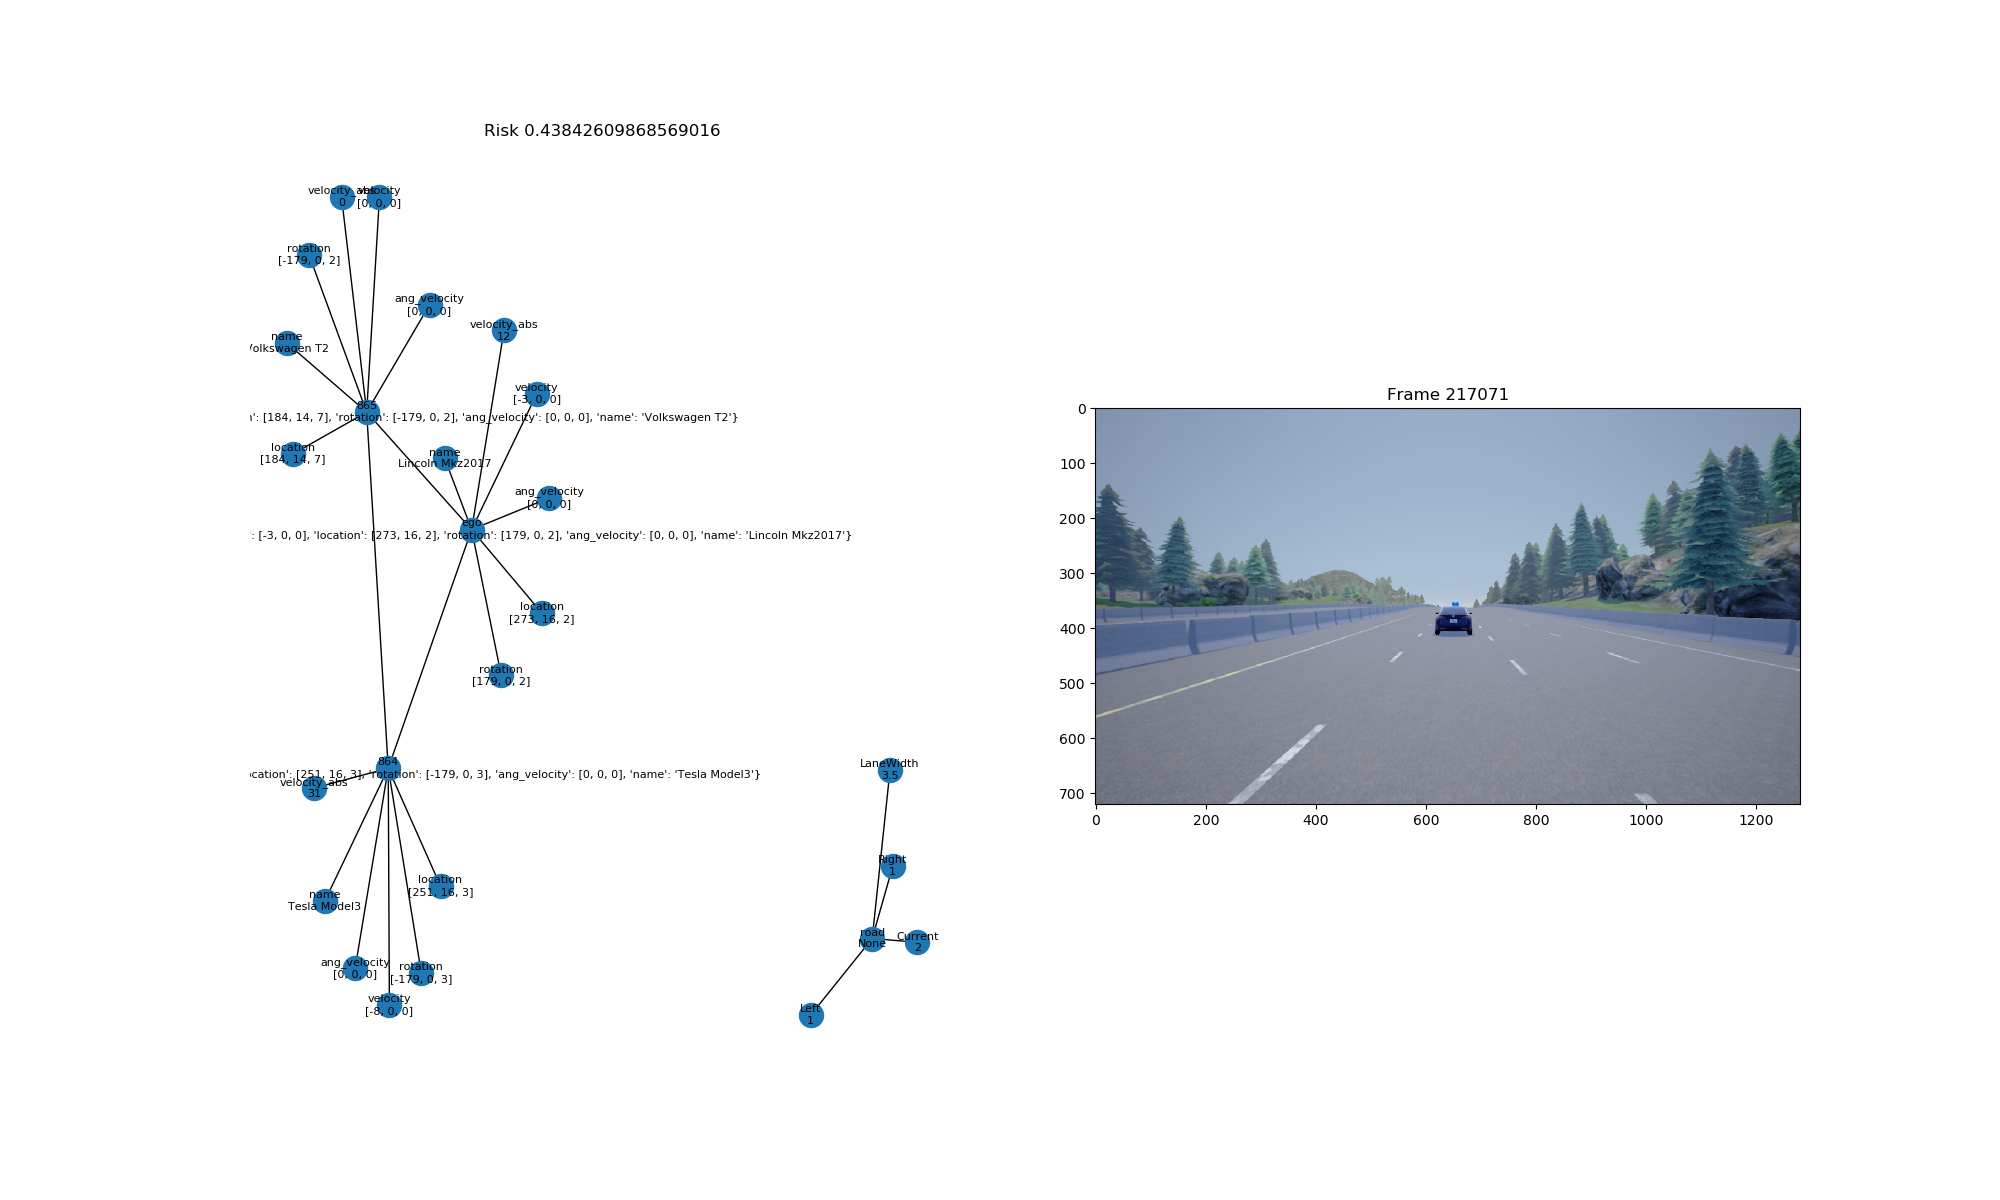 Risk 0.43842609868569016
velocity_abs
0
velocity
[0, 0, 0]
rotation
[-179, 0, 2]
ang_velocity
[0, 0, 0]
velocity_abs
12
name
Volkswagen T2
velocity
[-3, 0, 0]
865
n': [184, 14, 7], 'rotation': [-179, 0, 2], 'ang_velocity': [0, 0, 0], 'name': 'Volkswagen T2'}
location
[184, 14, 7]
name
Lincoln Mkz2017
ang_velocity
[0, 0, 0]
ego
': [-3, 0, 0], 'location': [273, 16, 2], 'rotation': [179, 0, 2], 'ang_velocity': [0, 0, 0], 'name': 'Lincoln Mkz2017'}
location
[273, 16, 2]
rotation
[179, 0, 2]
864
ocation': [251, 16, 3], 'rotation': [-179, 0, 3], 'ang_velocity': [0, 0, 0], 'name': 'Tesla Model3'}
velocity_abs
31
name
Tesla Model3
location
[251, 16, 3]
ang_velocity
[0, 0, 0]
rotation
[-179, 0, 3]
velocity
[-8, 0, 0]
LaneWidth
3.5
Right
1
road
None
Current
2
Left
1
Frame 217071
0
100
200
300
400
500
600
700
0
200
400
600
800
1000
1200